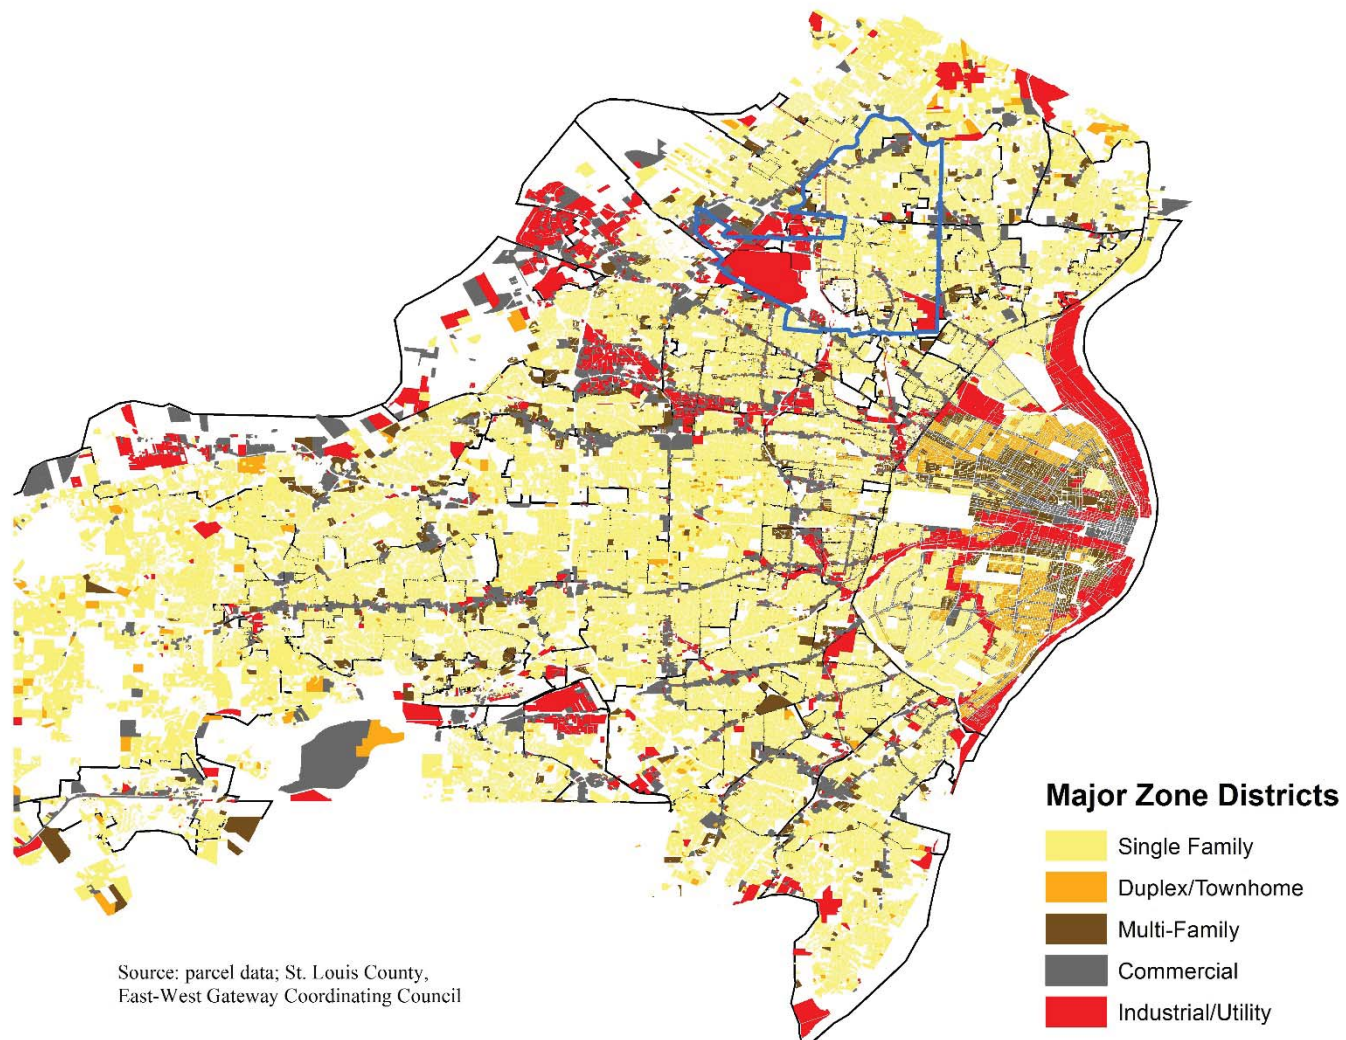 Major Zone Districts
Single Family
Duplex/Townhome
Multi-Family
Commercial
Industrial/Utility
Source: parcel data; St. Louis County,
East-West Gateway Coordinating Council